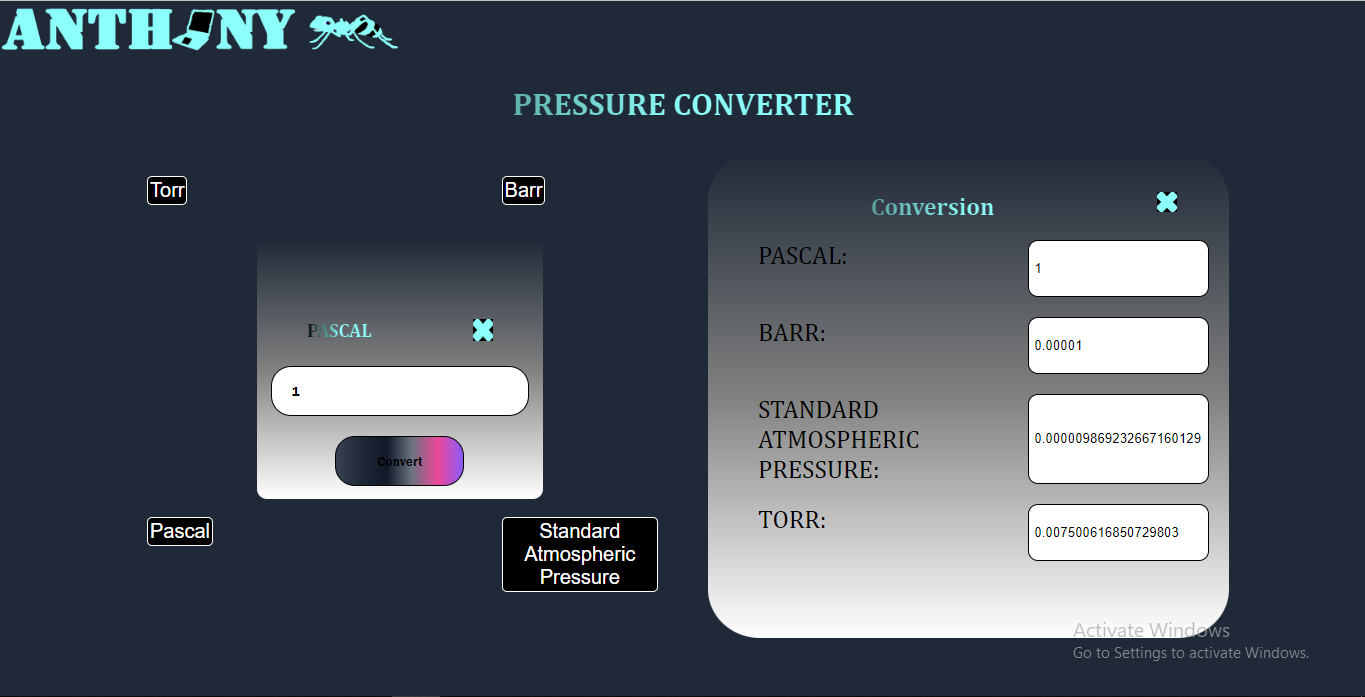 ANTHONY
PRESSURE CONVERTER
Torr
Barr
PASCAL
1
Convert
Pascal
Standard
Atmospheric
Pressure
Conversion
PASCAL:
1
BARR:
0.00001
STANDARD
ATMOSPHERIC
PRESSURE:
0.000009869232667160129
TORR:
0.007500616850729803
Activate Windows
Go to Settings to activate Windows.